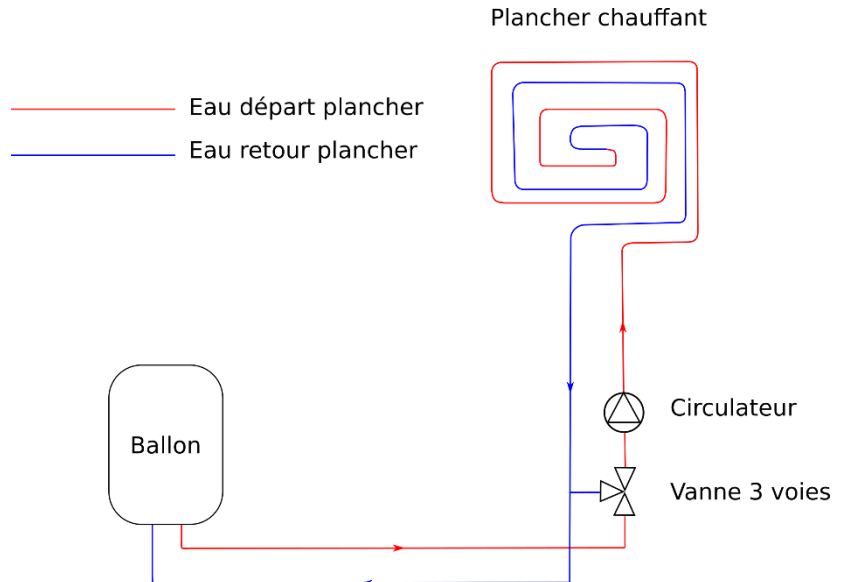 Plancher chauffant
Eau départ plancher
Eau retour plancher
Circulateur
Ballon
Vanne 3 voies